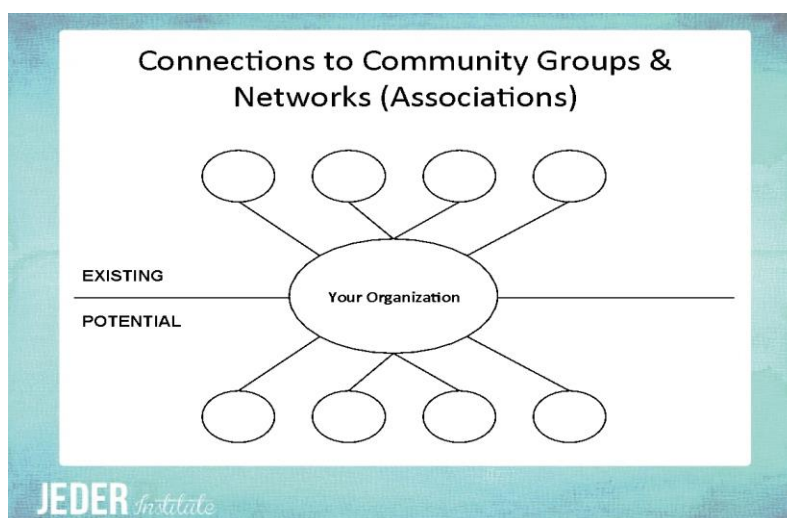 Connections to Community Groups &
Networks (Associations)
EXISTING
Your Organization
POTENTIAL
JEDER Institute